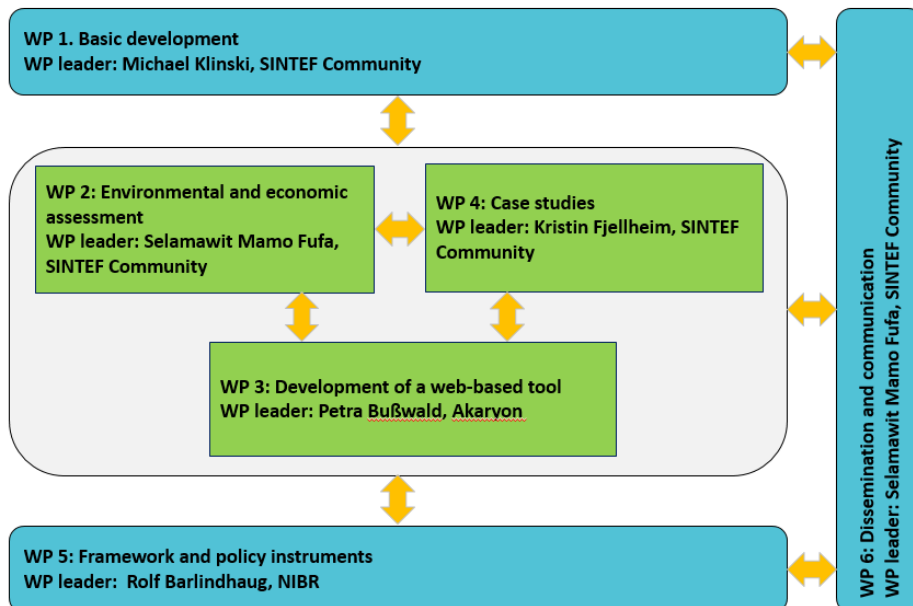 WP 1. Basic development
WP leader: Michael Klinski, SINTEF Community
WP 2: Environmental and economic
assessment
WP leader: Selamawit Mamo Fufa,
SINTEF Community
WP 4: Case studies
WP leader: Kristin Fjellheim, SINTEF
Community
WP 3: Development of a web-based tool
WP leader: Petra Bußwald, Akaryon
WP 5: Framework and policy instruments
WP leader:  Rolf Barlindhaug, NIBR
WP 6: Dissemination and communication
WP leader: Selamawit Mamo Fufa, SINTEF Community